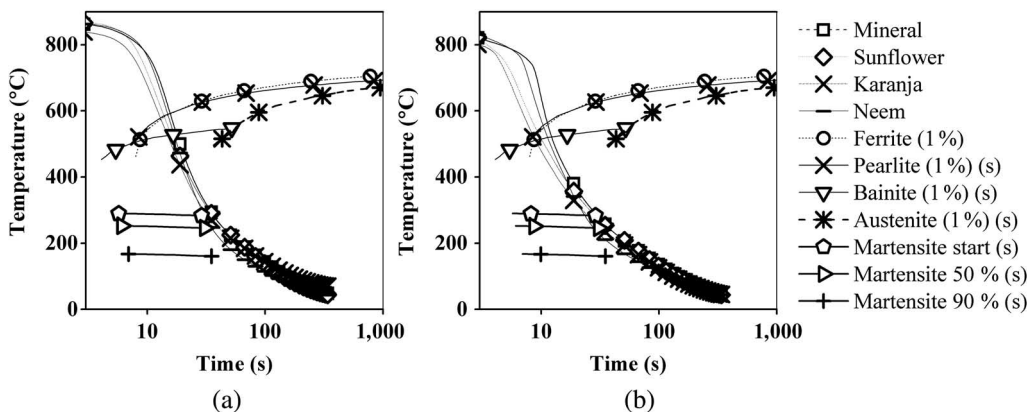 (a)
800
600
400
200
0
Temperature (°C)
10
100
1,000
Time (s)
(a)
(b)
800
600
400
200
0
Temperature (°C)
10
100
1,000
Time (s)
(b)
Mineral
Sunflower
Karanja
Neem
Ferrite (1 %)
Pearlite (1 %) (s)
Bainite (1 %) (s)
Austenite (1 %) (s)
Martensite start (s)
Martensite 50 % (s)
Martensite 90 % (s)